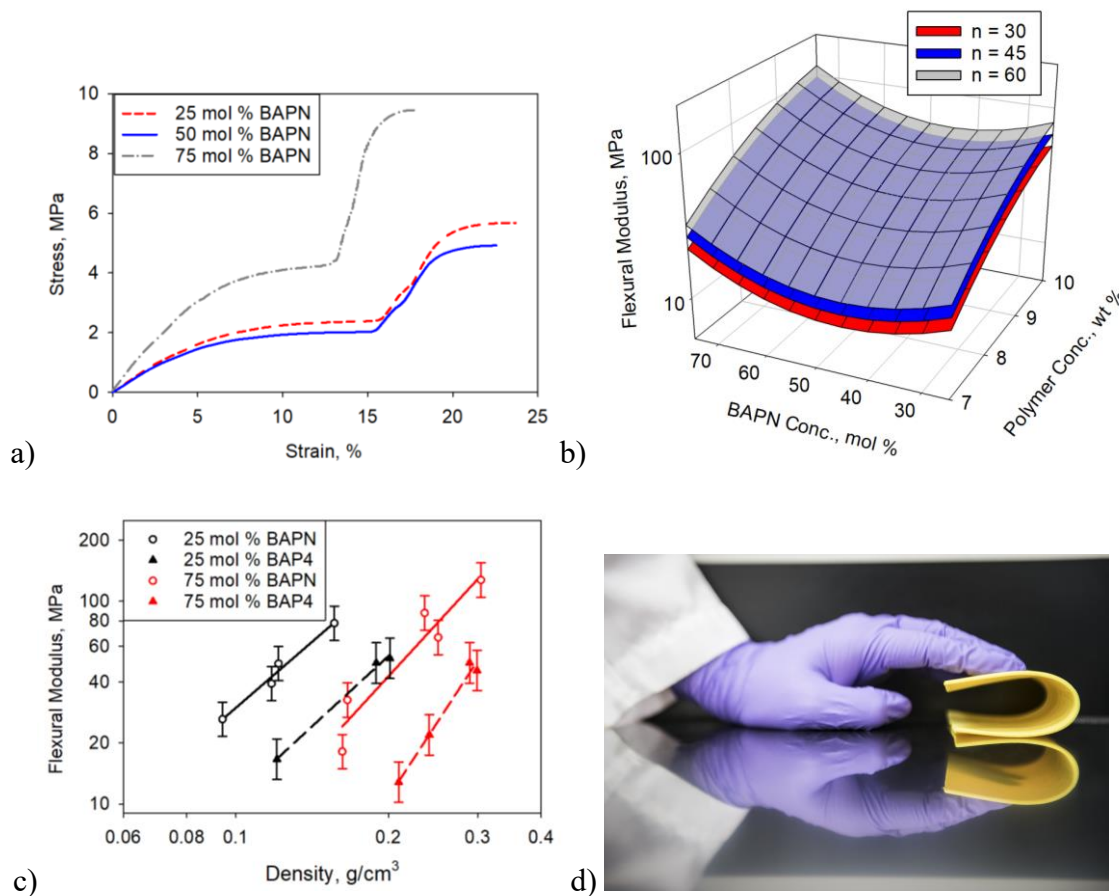 10
8
6
4
2
0
Stress, MPa
25 mol % BAPN
50 mol % BAPN
75 mol % BAPN
0 5 10 15 20 25
Strain, %
a)
n = 30
n = 45
n = 60
Flexural Modulus, MPa
100
10
70 60 50 40 30
BAPN Conc., mol %
7 8 9 10
Polymer Conc., wt %
b)
25 mol % BAPN
25 mol % BAP4
75 mol % BAPN
75 mol % BAP4
Flexural Modulus, MPa
200
100
80
60
40
20
10
0.06 0.1 0.2 0.3 0.4
Density, g/cm³
c)
d)